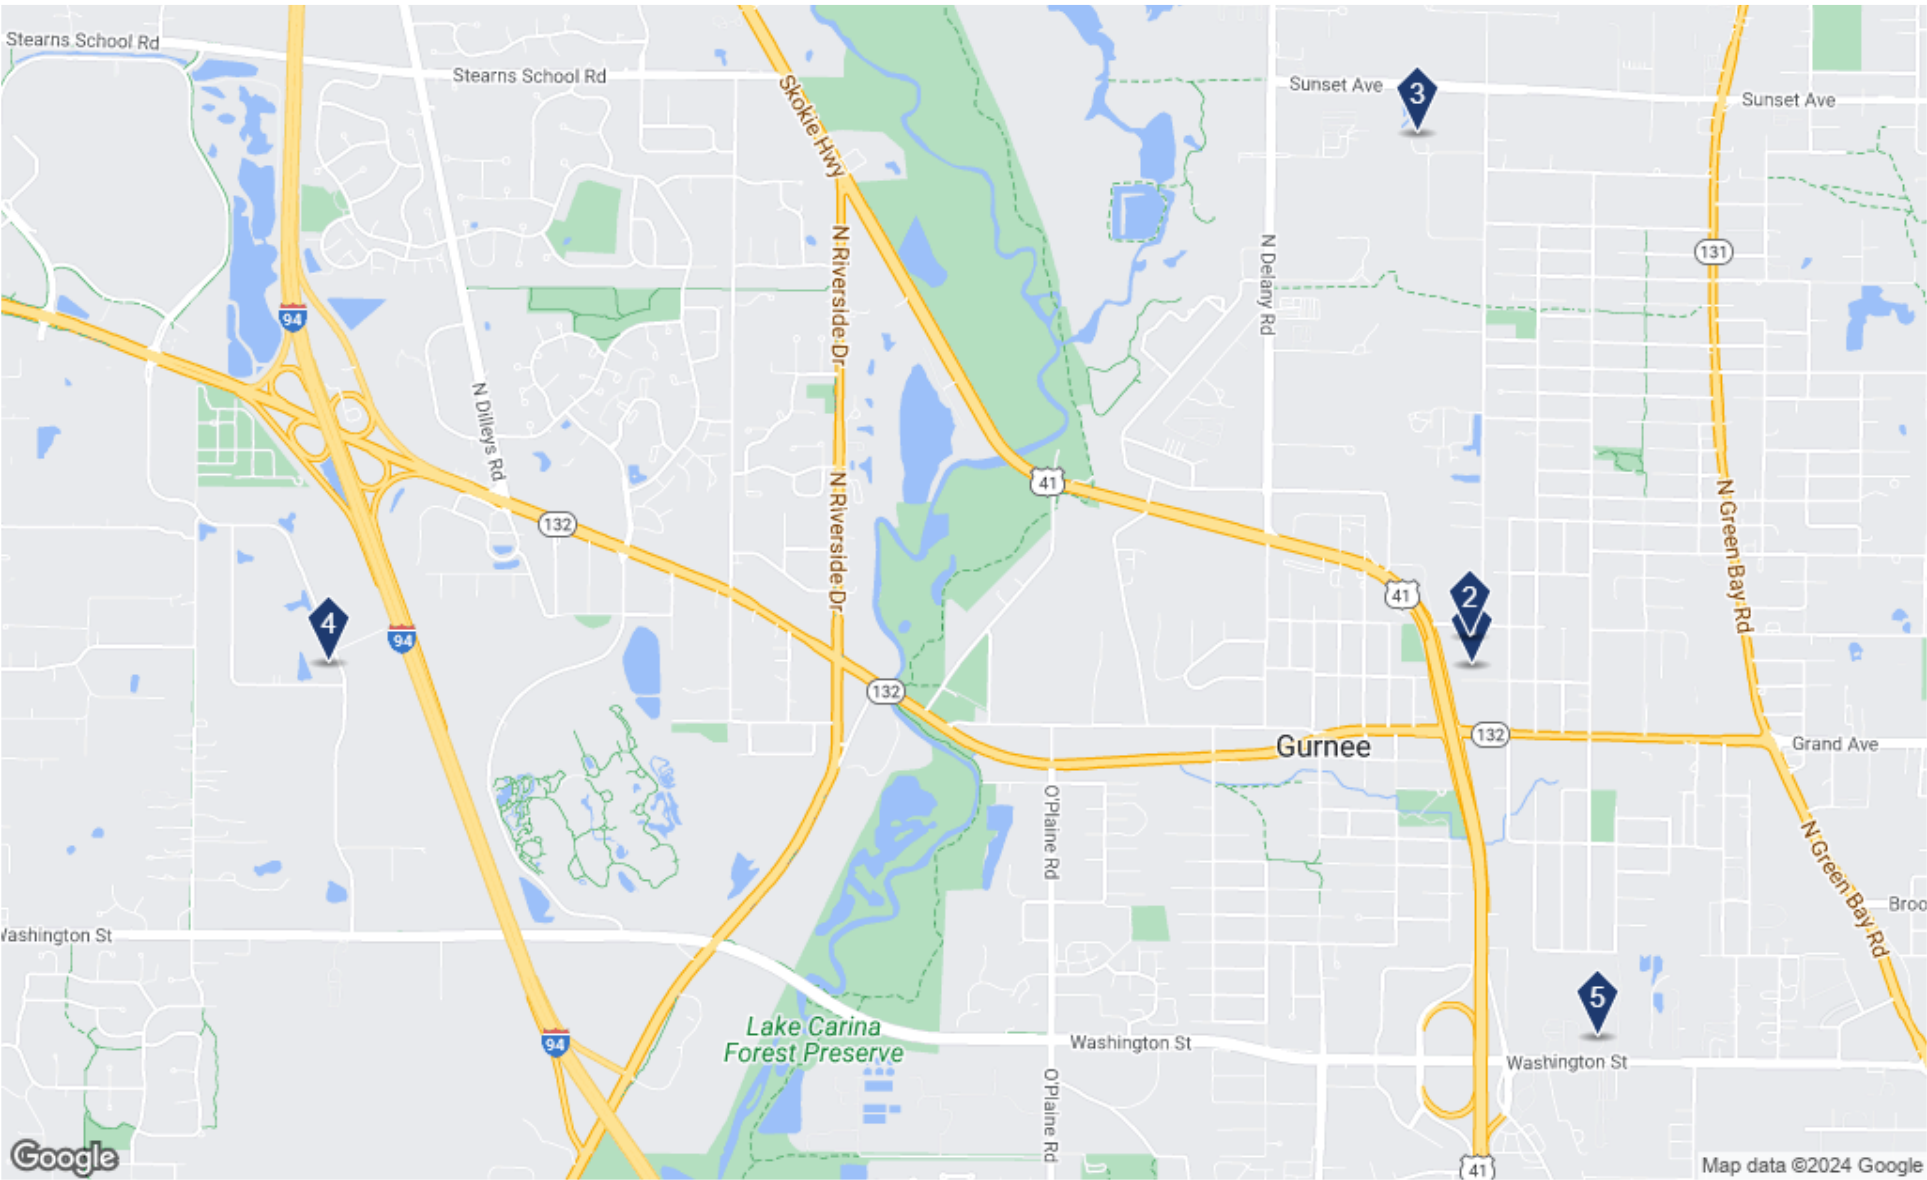 Stearns School Rd
Stearns School Rd
Skokie Hwy
Sunset Ave
3
Sunset Ave
131
N Riverside Dr
N Delany Rd
94
N Dilleys Rd
41
N Riverside Dr
132
N Green Bay Rd
41
2
4
94
132
132
Gurnee
Grand Ave
O'Plaine Rd
N Green Bay Rd
Broo
Washington St
5
Lake Carina
Forest Preserve
94
Washington St
Washington St
O'Plaine Rd
Google
41
Map data ©2024 Google